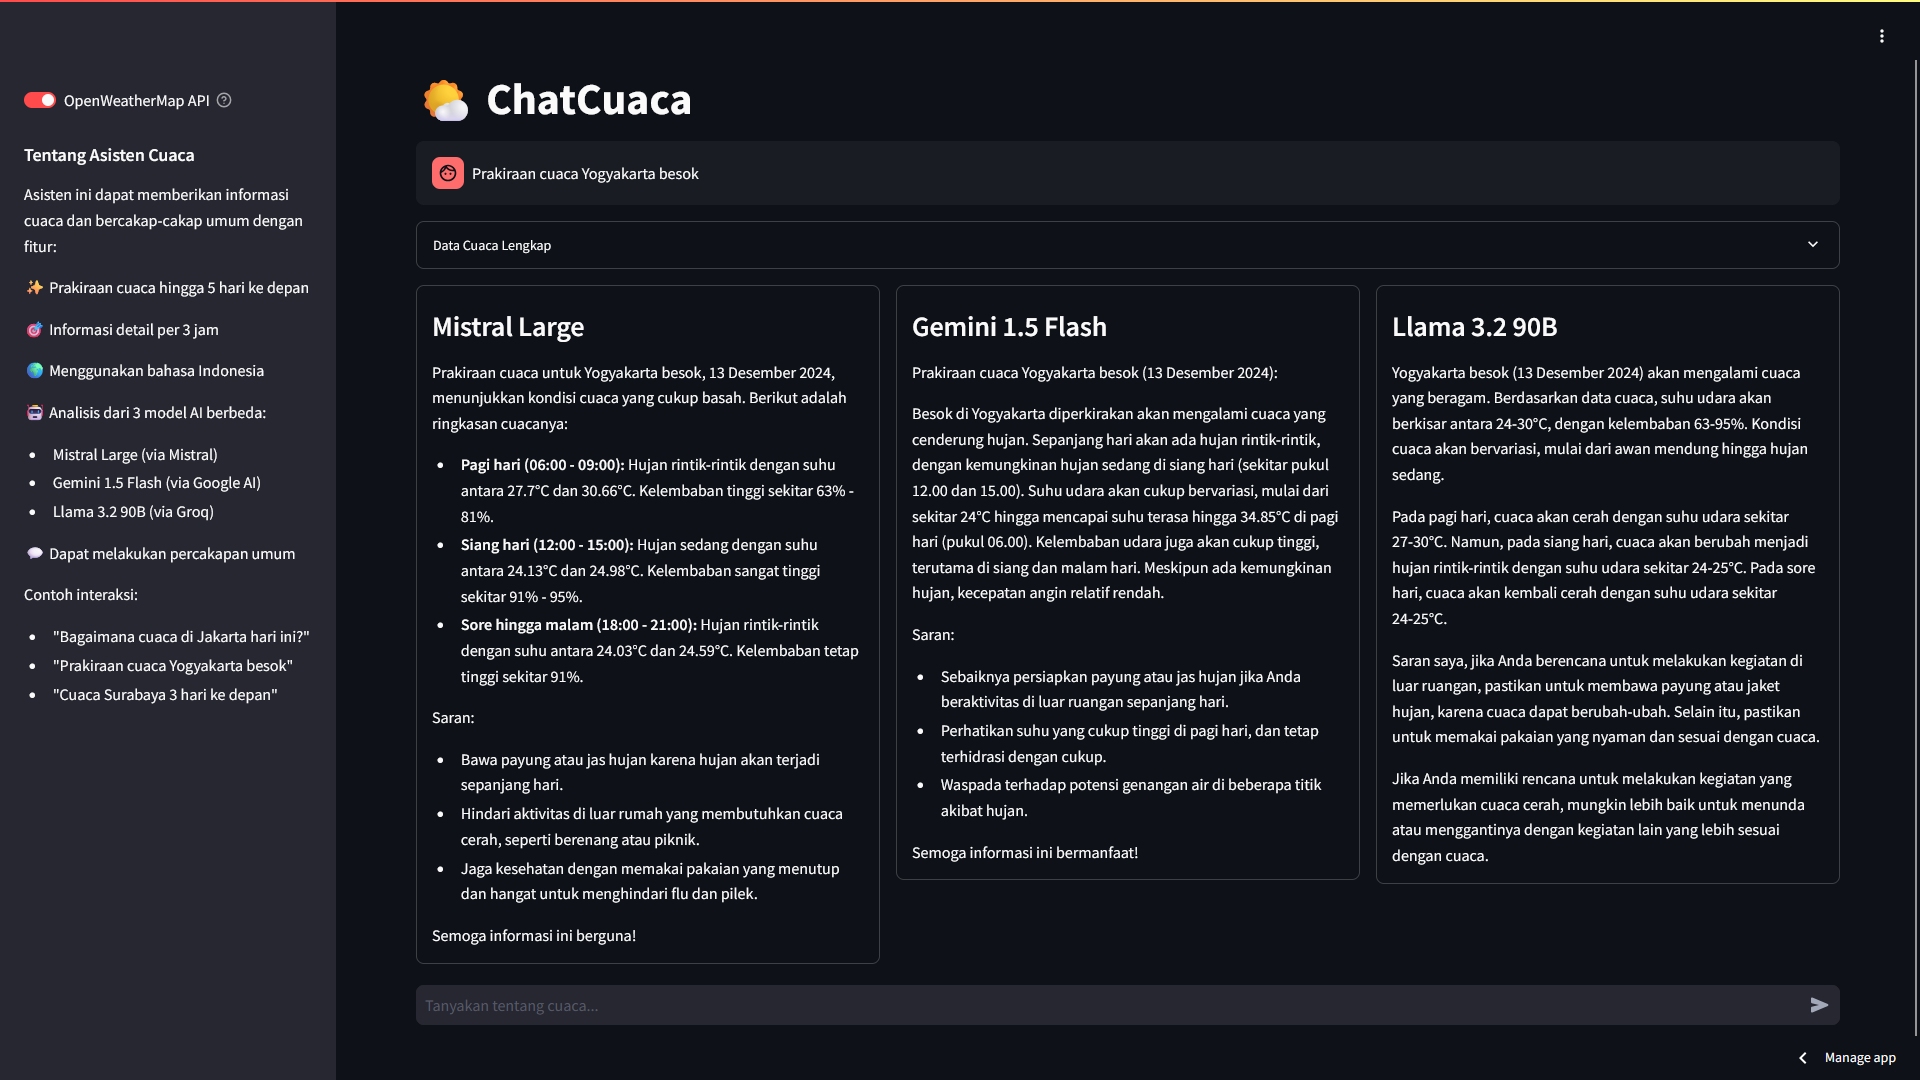 OpenWeatherMap API
Tentang Asisten Cuaca
Asisten ini dapat memberikan informasi
cuaca dan bercakap-cakap umum dengan
fitur:
✨ Prakiraan cuaca hingga 5 hari ke depan
🎯 Informasi detail per 3 jam
🌍 Menggunakan bahasa Indonesia
🤖 Analisis dari 3 model AI berbeda:
• Mistral Large (via Mistral)
• Gemini 1.5 Flash (via Google AI)
• Llama 3.2 90B (via Groq)
💬 Dapat melakukan percakapan umum
Contoh interaksi:
• "Bagaimana cuaca di Jakarta hari ini?"
• "Prakiraan cuaca Yogyakarta besok"
• "Cuaca Surabaya 3 hari ke depan"
ChatCuaca
Prakiraan cuaca Yogyakarta besok
Data Cuaca Lengkap
Mistral Large
Prakiraan cuaca untuk Yogyakarta besok, 13 Desember 2024,
menunjukkan kondisi cuaca yang cukup basah. Berikut adalah
ringkasan cuacanya:
• Pagi hari (06:00 - 09:00): Hujan rintik-rintik dengan suhu
antara 27.7°C dan 30.66°C. Kelembaban tinggi sekitar 63% -
81%.
• Siang hari (12:00 - 15:00): Hujan sedang dengan suhu
antara 24.13°C dan 24.98°C. Kelembaban sangat tinggi
sekitar 91% - 95%.
• Sore hingga malam (18:00 - 21:00): Hujan rintik-rintik
dengan suhu antara 24.03°C dan 24.59°C. Kelembaban tetap
tinggi sekitar 91%.
Saran:
• Bawa payung atau jas hujan karena hujan akan terjadi
sepanjang hari.
• Hindari aktivitas di luar rumah yang membutuhkan cuaca
cerah, seperti berenang atau piknik.
• Jaga kesehatan dengan memakai pakaian yang menutup
dan hangat untuk menghindari flu dan pilek.
Semoga informasi ini berguna!
Gemini 1.5 Flash
Prakiraan cuaca Yogyakarta besok (13 Desember 2024):
Besok di Yogyakarta diperkirakan akan mengalami cuaca yang
cenderung hujan. Sepanjang hari akan ada hujan rintik-rintik,
dengan kemungkinan hujan sedang di siang hari (sekitar pukul
12.00 dan 15.00). Suhu udara akan cukup bervariasi, mulai dari
sekitar 24°C hingga mencapai suhu terasa hingga 34.85°C di pagi
hari (pukul 06.00). Kelembaban udara juga akan cukup tinggi,
terutama di siang dan malam hari. Meskipun ada kemungkinan
hujan, kecepatan angin relatif rendah.
Saran:
• Sebaiknya persiapkan payung atau jas hujan jika Anda
beraktivitas di luar ruangan sepanjang hari.
• Perhatikan suhu yang cukup tinggi di pagi hari, dan tetap
terhidrasi dengan cukup.
• Waspada terhadap potensi genangan air di beberapa titik
akibat hujan.
Semoga informasi ini bermanfaat!
Llama 3.2 90B
Yogyakarta besok (13 Desember 2024) akan mengalami cuaca
yang beragam. Berdasarkan data cuaca, suhu udara akan
berkisar antara 24-30°C, dengan kelembaban 63-95%. Kondisi
cuaca akan bervariasi, mulai dari awan mendung hingga hujan
sedang.
Pada pagi hari, cuaca akan cerah dengan suhu udara sekitar
27-30°C. Namun, pada siang hari, cuaca akan berubah menjadi
hujan rintik-rintik dengan suhu udara sekitar 24-25°C. Pada sore
hari, cuaca akan kembali cerah dengan suhu udara sekitar
24-25°C.
Saran saya, jika Anda berencana untuk melakukan kegiatan di
luar ruangan, pastikan untuk membawa payung atau jaket
hujan, karena cuaca dapat berubah-ubah. Selain itu, pastikan
untuk memakai pakaian yang nyaman dan sesuai dengan cuaca.
Jika Anda memiliki rencana untuk melakukan kegiatan yang
memerlukan cuaca cerah, mungkin lebih baik untuk menunda
atau menggantinya dengan kegiatan lain yang lebih sesuai
dengan cuaca.
Tanyakan tentang cuaca...
Manage app